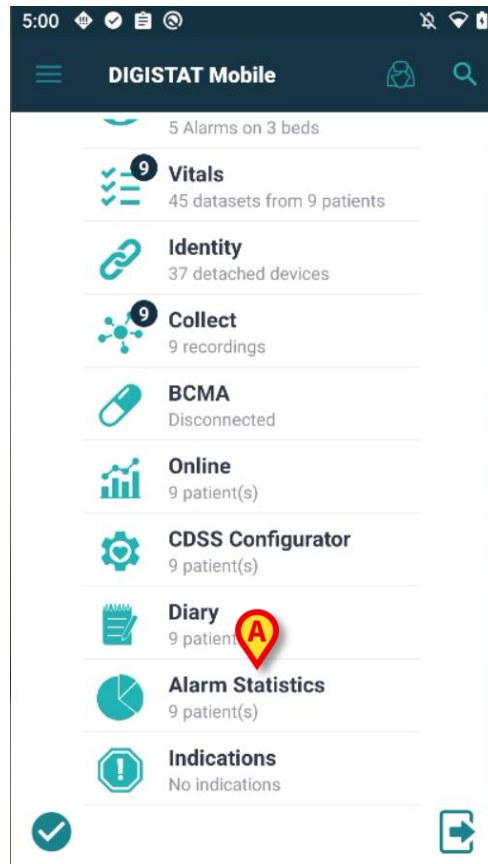 5:00
DIGISTAT Mobile
5 Alarms on 3 beds
9
Vitals
45 datasets from 9 patients
Identity
37 detached devices
9
Collect
9 recordings
BCMA
Disconnected
Online
9 patient(s)
CDSS Configurator
9 patient(s)
Diary
9 patient
A
Alarm Statistics
9 patient(s)
Indications
No indications